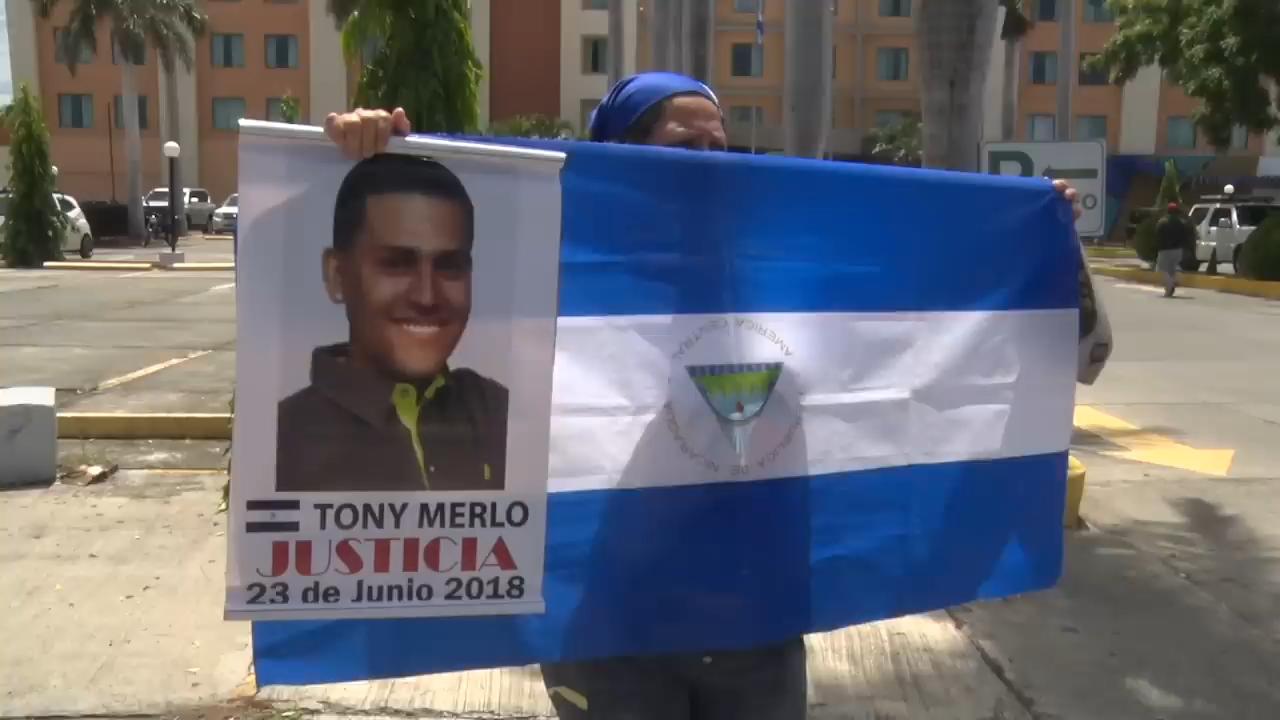 TONY MERLO
JUSTICIA
23 de Junio 2018
AMERICA CENTRAL
REPUBLICA DE NICARAGUA